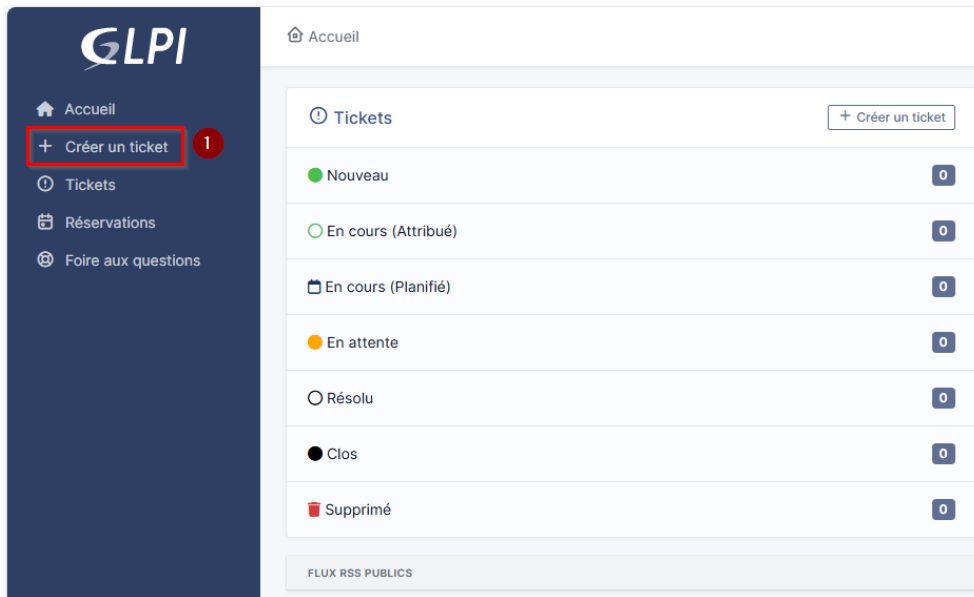 GLPI
Accueil
Créer un ticket
1
Tickets
Réservations
Foire aux questions
Accueil
Tickets
+ Créer un ticket
Nouveau 0
En cours (Attribué) 0
En cours (Planifié) 0
En attente 0
Résolu 0
Clos 0
Supprimé 0
FLUX RSS PUBLICS